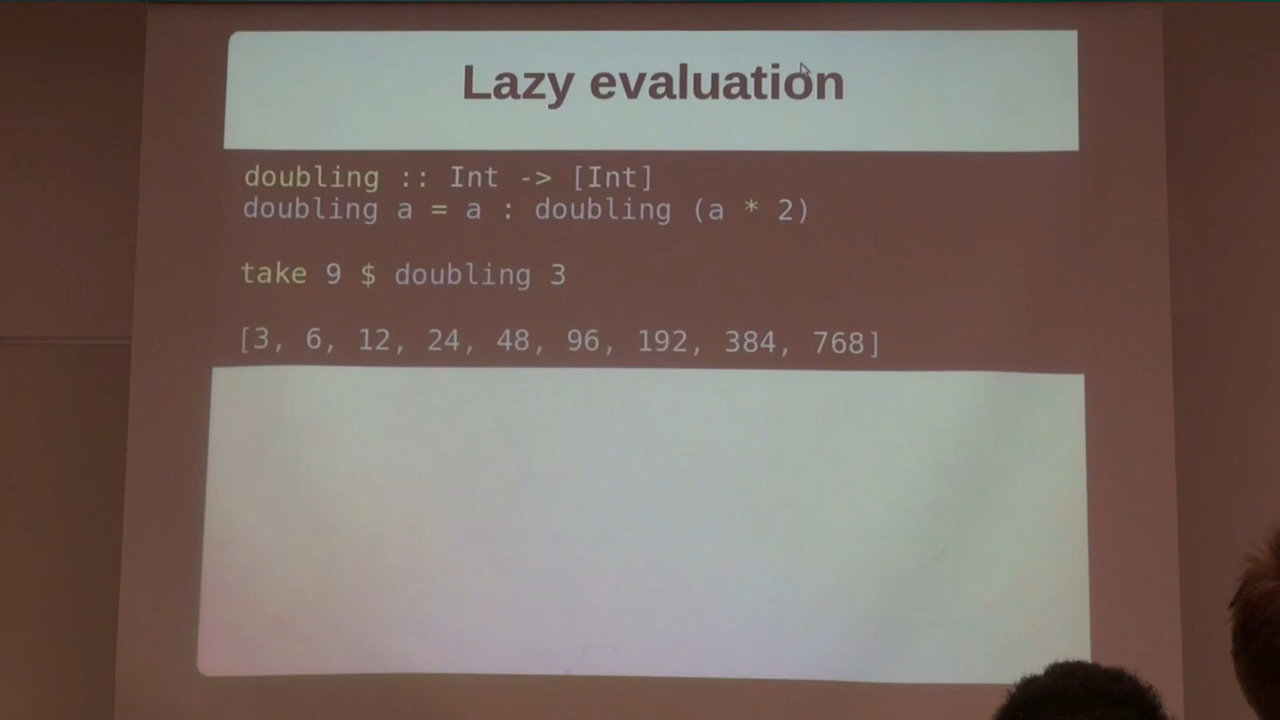 Lazy evaluation
doubling :: Int -> [Int]
doubling a = a : doubling (a * 2)
take 9 $ doubling 3
[3, 6, 12, 24, 48, 96, 192, 384, 768]